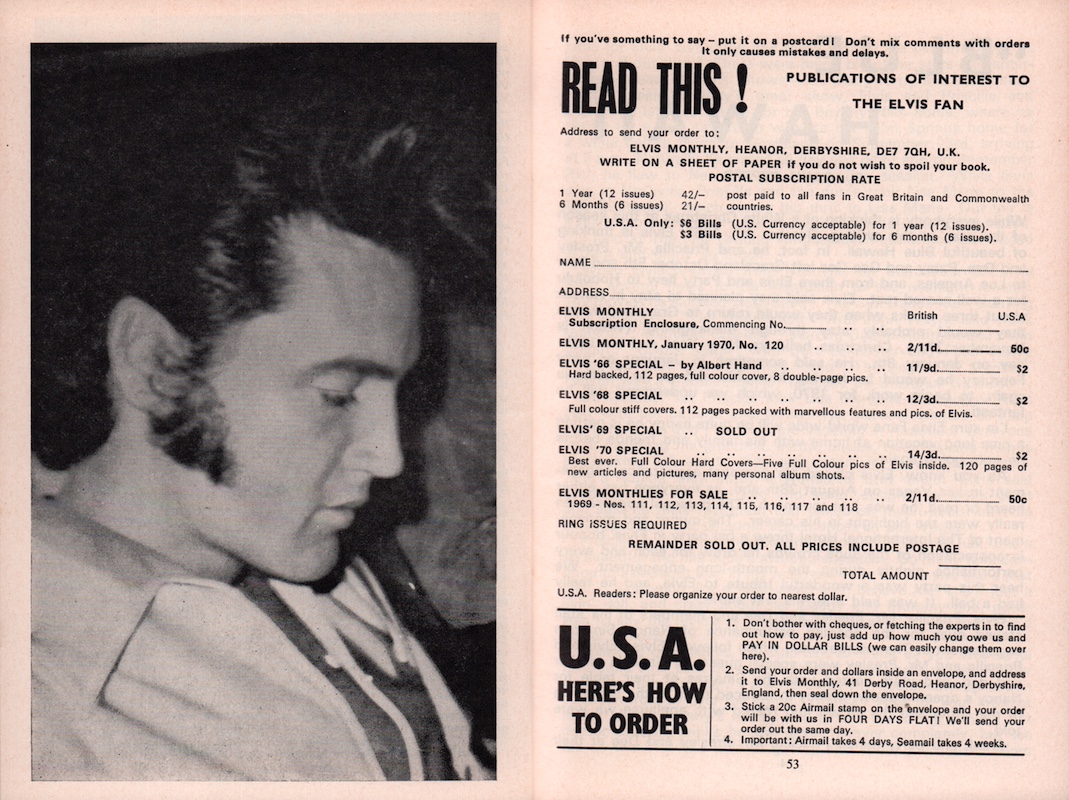 If you've something to say – put it on a postcard! Don't mix comments with orders
It only causes mistakes and delays.
READ THIS !
PUBLICATIONS OF INTEREST TO
THE ELVIS FAN
Address to send your order to:
ELVIS MONTHLY, HEANOR, DERBYSHIRE, DE7 7QH, U.K.
WRITE ON A SHEET OF PAPER if you do not wish to spoil your book.
POSTAL SUBSCRIPTION RATE
1 Year (12 issues) 42/– post paid to all fans in Great Britain and Commonwealth
6 Months (6 issues) 21/– countries.
U.S.A. Only: $6 Bills (U.S. Currency acceptable) for 1 year (12 issues).
$3 Bills (U.S. Currency acceptable) for 6 months (6 issues).
NAME
ADDRESS
ELVIS MONTHLY British U.S.A
Subscription Enclosure, Commencing No. .. ..
ELVIS MONTHLY, January 1970, No. 120 .. .. .. 2/11d. 50c
ELVIS '66 SPECIAL – by Albert Hand .. .. .. .. 11/9d. $2
Hard backed, 112 pages, full colour cover, 8 double-page pics.
ELVIS '68 SPECIAL .. .. .. .. .. .. 12/3d. $2
Full colour stiff covers. 112 pages packed with marvellous features and pics. of Elvis.
ELVIS' 69 SPECIAL .. SOLD OUT
ELVIS '70 SPECIAL .. .. .. .. .. .. 14/3d. $2
Best ever. Full Colour Hard Covers—Five Full Colour pics of Elvis inside. 120 pages of
new articles and pictures, many personal album shots.
ELVIS MONTHLIES FOR SALE .. .. .. .. .. 2/11d. 50c
1969 - Nos. 111, 112, 113, 114, 115, 116, 117 and 118
RING iSSUES REQUIRED
REMAINDER SOLD OUT. ALL PRICES INCLUDE POSTAGE
TOTAL AMOUNT
U.S.A. Readers: Please organize your order to nearest dollar.
U.S.A.
HERE'S HOW
TO ORDER
1. Don't bother with cheques, or fetching the experts in to find
out how to pay, just add up how much you owe us and
PAY IN DOLLAR BILLS (we can easily change them over
here).
2. Send your order and dollars inside an envelope, and address
it to Elvis Monthly, 41 Derby Road, Heanor, Derbyshire,
England, then seal down the envelope.
3. Stick a 20c Airmail stamp on the envelope and your order
will be with us in FOUR DAYS FLAT! We'll send your
order out the same day.
4. Important: Airmail takes 4 days, Seamail takes 4 weeks.
53